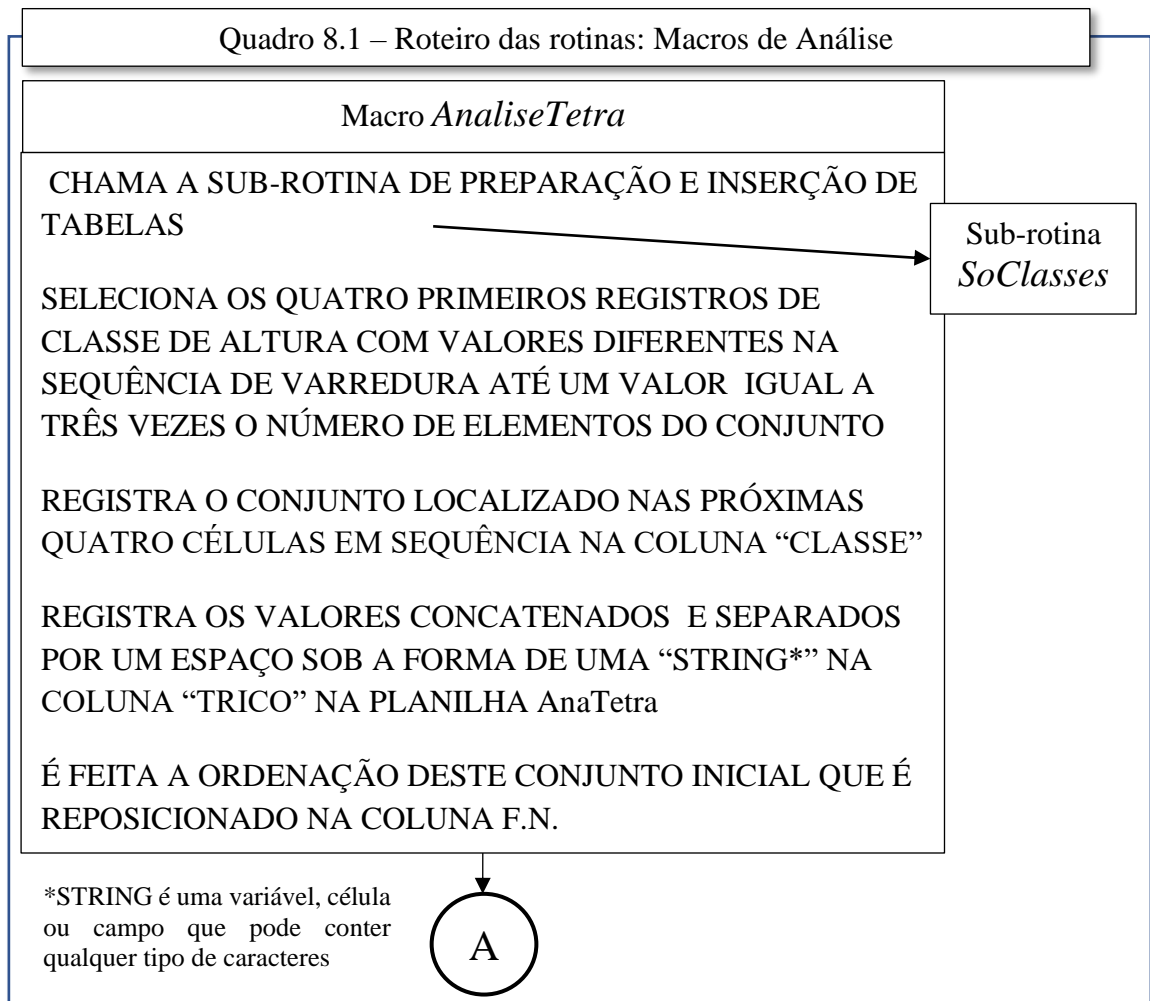 Quadro 8.1 – Roteiro das rotinas: Macros de Análise
Macro AnaliseTetra
CHAMA A SUB-ROTINA DE PREPARAÇÃO E INSERÇÃO DE
TABELAS
Sub-rotina
SoClasses
SELECIONA OS QUATRO PRIMEIROS REGISTROS DE
CLASSE DE ALTURA COM VALORES DIFERENTES NA
SEQUÊNCIA DE VARREDURA ATÉ UM VALOR IGUAL A
TRÊS VEZES O NÚMERO DE ELEMENTOS DO CONJUNTO
REGISTRA O CONJUNTO LOCALIZADO NAS PRÓXIMAS
QUATRO CÉLULAS EM SEQUÊNCIA NA COLUNA “CLASSE”
REGISTRA OS VALORES CONCATENADOS E SEPARADOS
POR UM ESPAÇO SOB A FORMA DE UMA “STRING*” NA
COLUNA “TRICO” NA PLANILHA AnaTetra
É FEITA A ORDENAÇÃO DESTE CONJUNTO INICIAL QUE É
REPOSICIONADO NA COLUNA F.N.
*STRING é uma variável, célula
ou campo que pode conter
qualquer tipo de caracteres
A